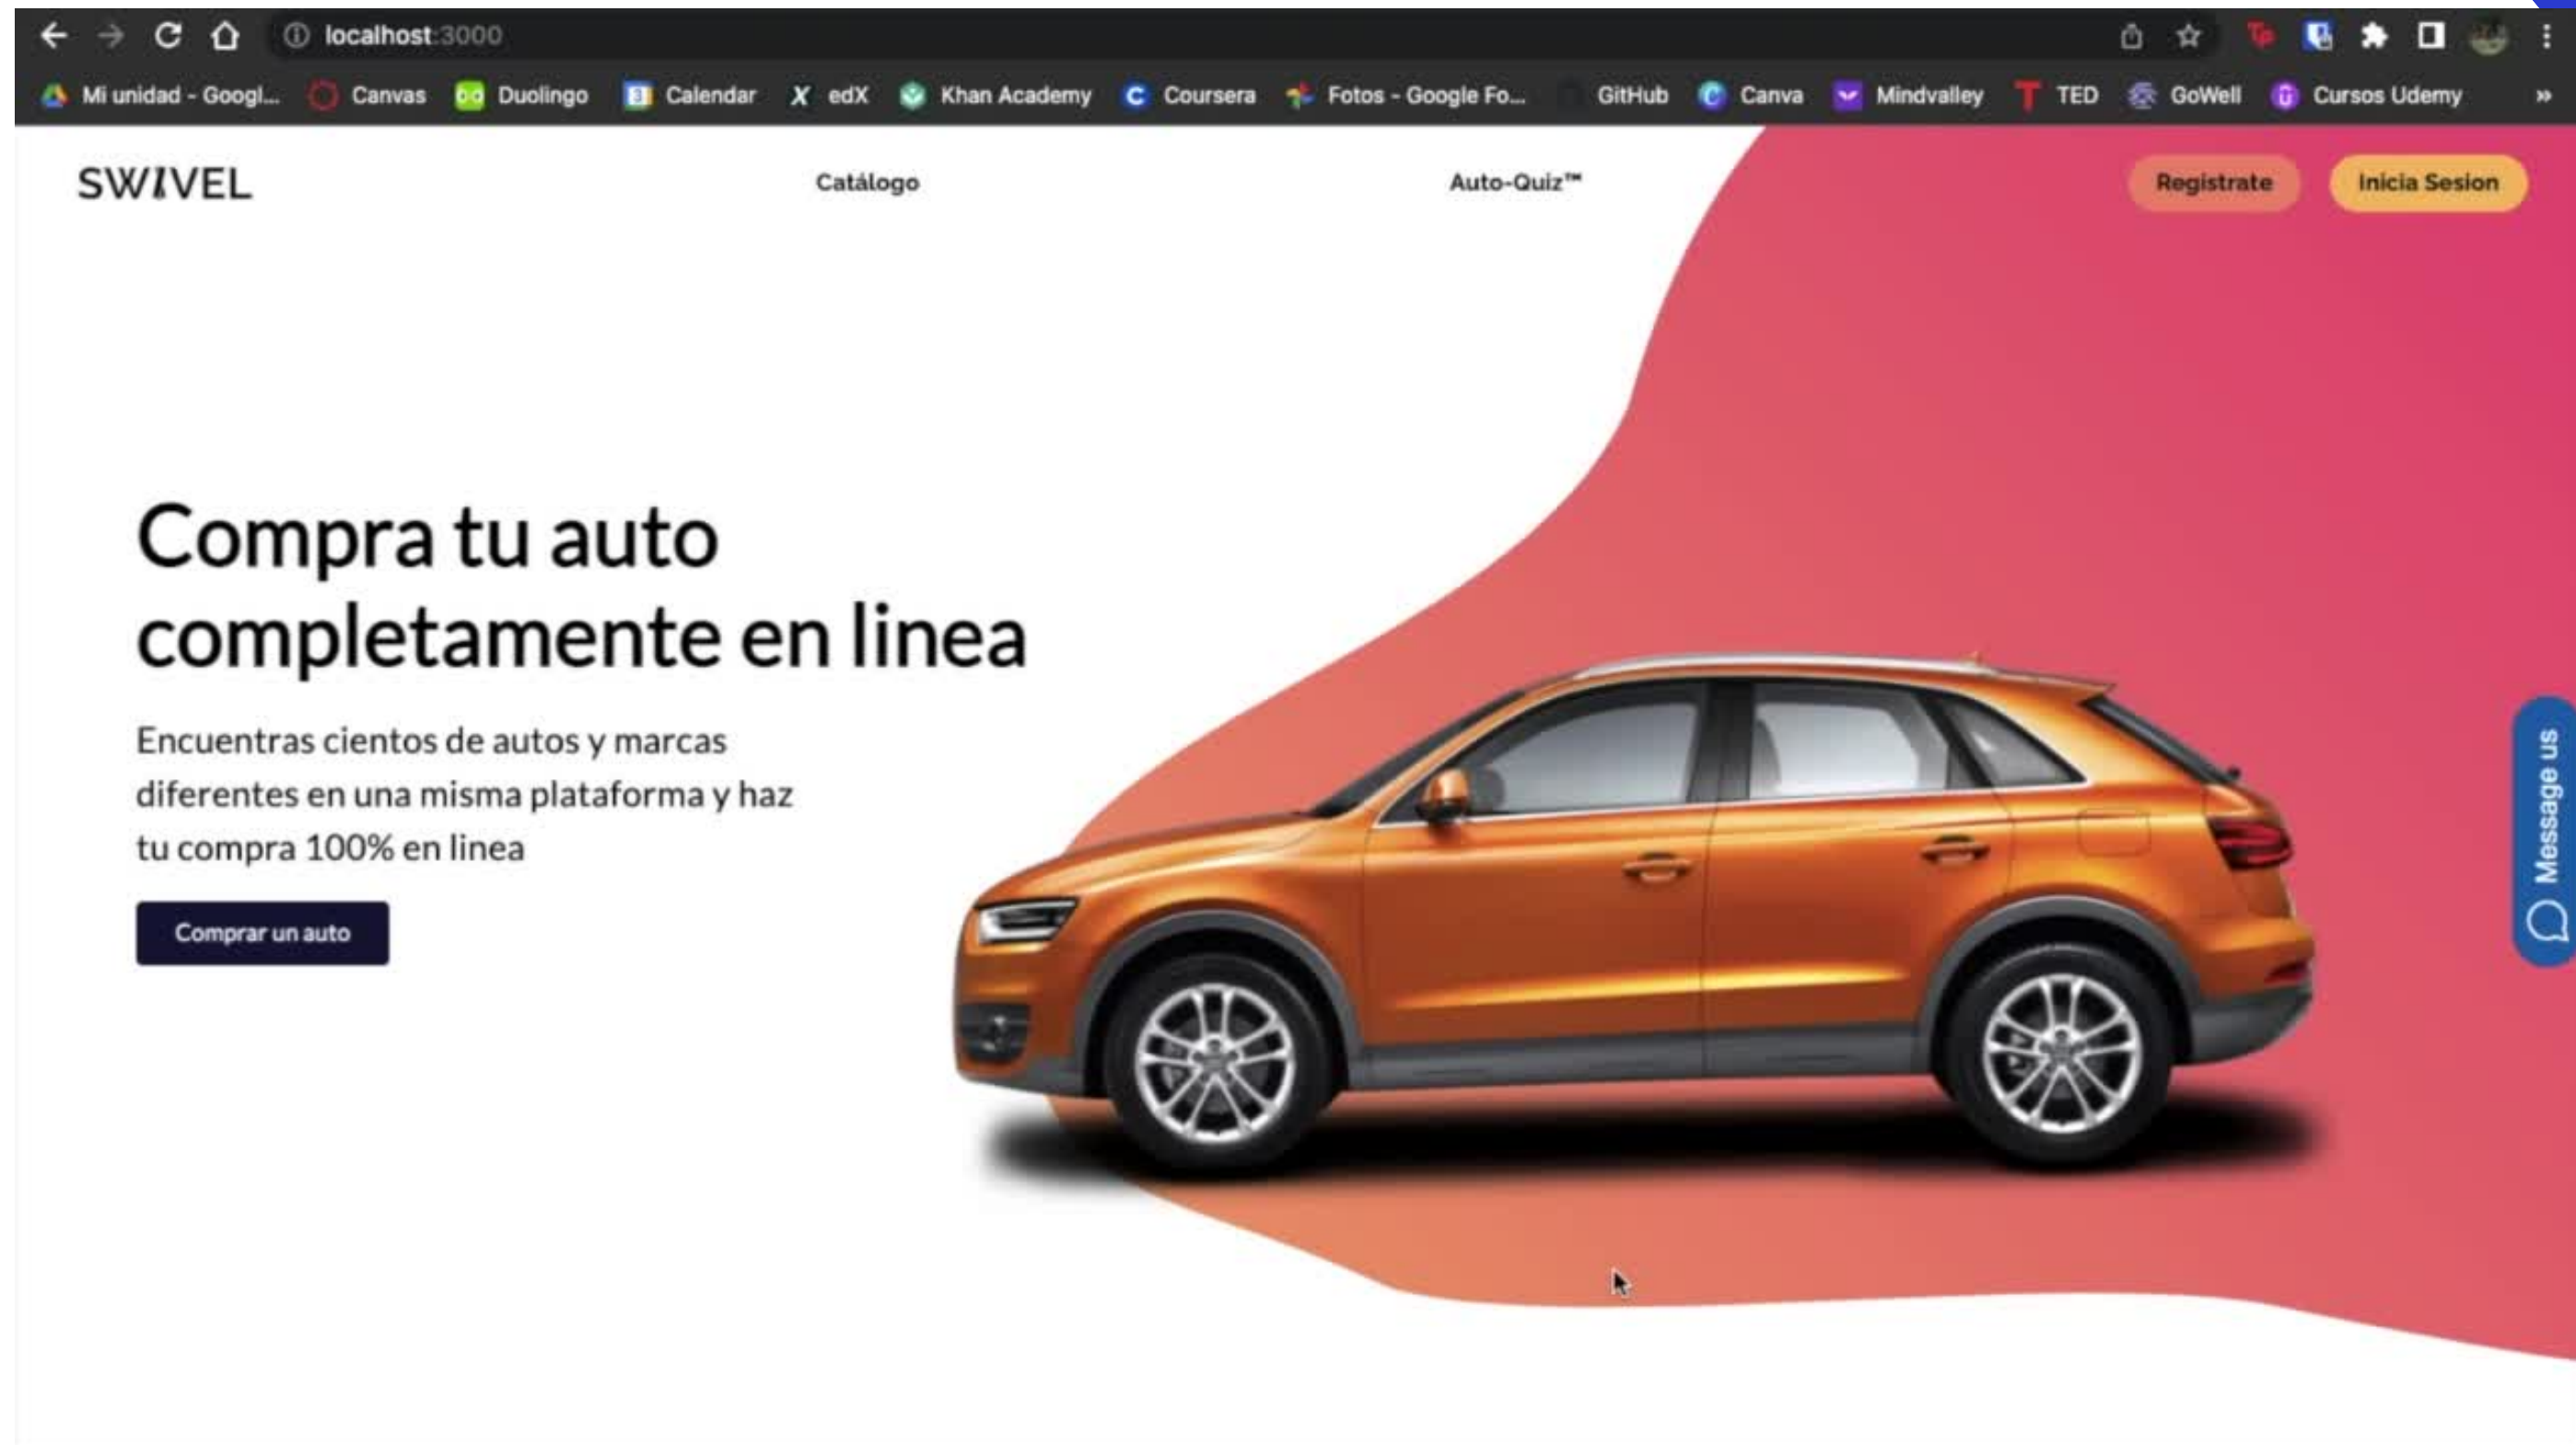 localhost:3000
Mi unidad - Googl... Canvas Duolingo Calendar edX Khan Academy Coursera Fotos - Google Fo... GitHub Canva Mindvalley TED GoWell Cursos Udemy »
SWIVEL Catálogo Auto-Quiz™ Registrate Inicia Sesion
Compra tu auto
completamente en linea
Encuentras cientos de autos y marcas
diferentes en una misma plataforma y haz
tu compra 100% en linea
Comprar un auto
Message us